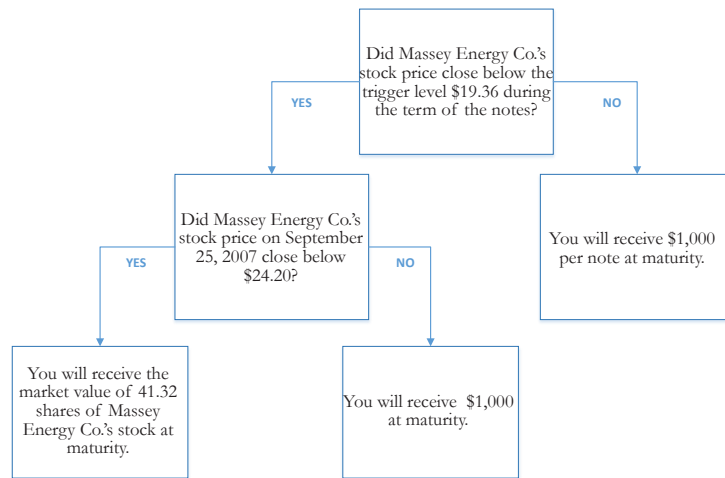 Did Massey Energy Co.'s
stock price close below the
trigger level $19.36 during
the term of the notes?
YES
NO
Did Massey Energy Co.'s
stock price on September
25, 2007 close below
$24.20?
You will receive $1,000
per note at maturity.
YES
NO
You will receive the
market value of 41.32
shares of Massey
Energy Co.'s stock at
maturity.
You will receive $1,000
at maturity.